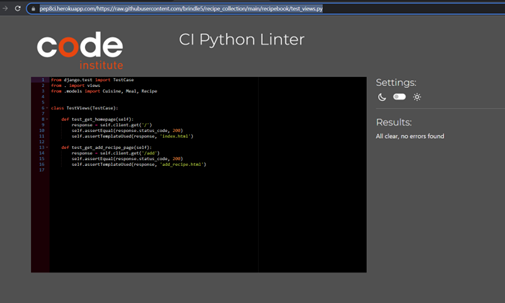 pep8ci.herokuapp.com/https://raw.githubusercontent.com/brindle5/recipe_collection/main/recipebook/test_views.py
code
institute
CI Python Linter
1 from django.test import TestCase
2 from . import views
3 from .models import Cuisine, Meal, Recipe
4
5
6 class TestViews(TestCase):
7
8 def test_get_homepage(self):
9 response = self.client.get('/')
10 self.assertEqual(response.status_code, 200)
11 self.assertTemplateUsed(response, 'index.html')
12
13 def test_get_add_recipe_page(self):
14 response = self.client.get('/add')
15 self.assertEqual(response.status_code, 200)
16 self.assertTemplateUsed(response, 'add_recipe.html')
17
Settings:
Results:
All clear, no errors found